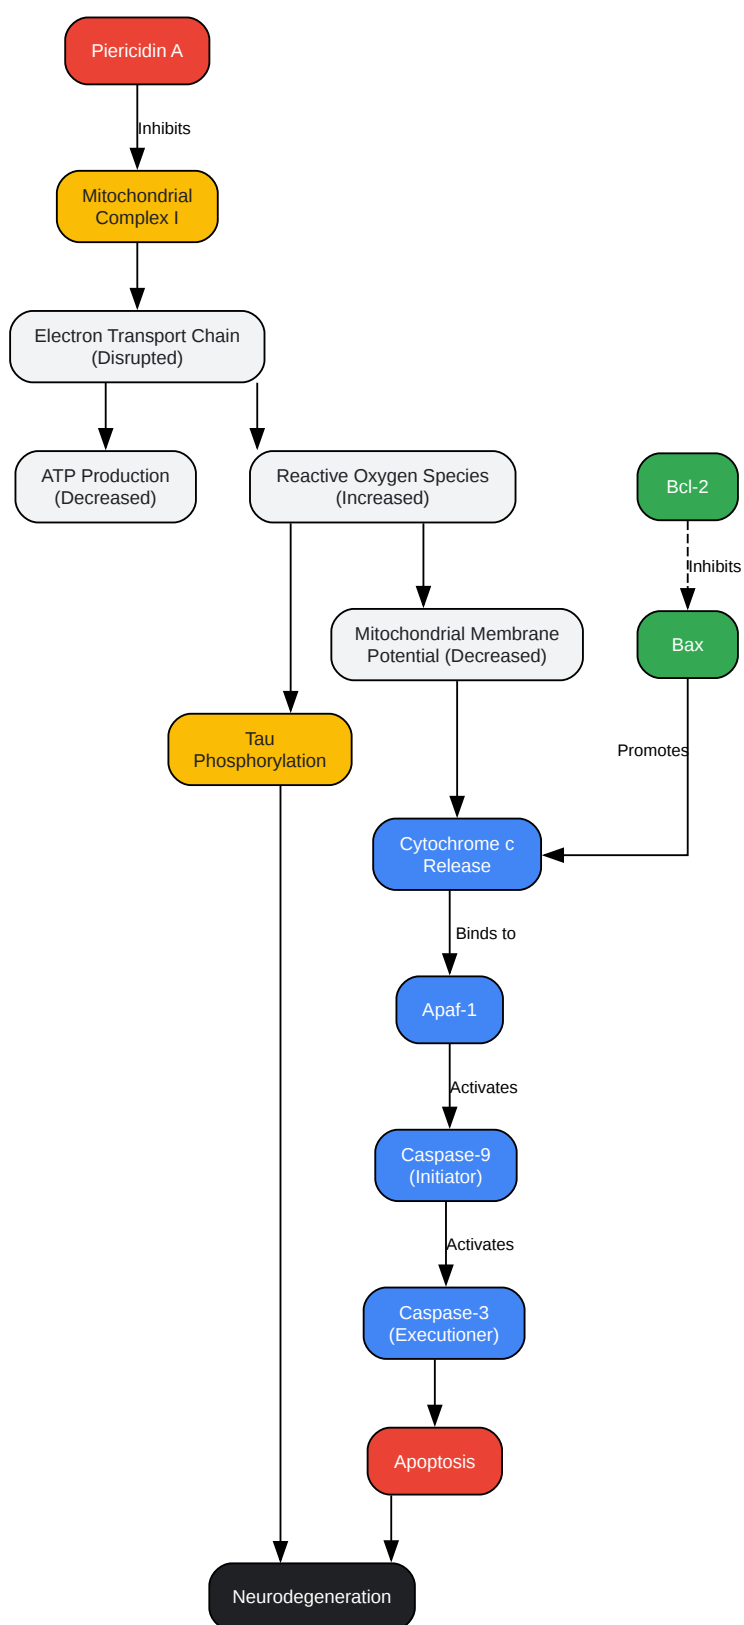 Piericidin A
Inhibits
Mitochondrial
Complex I
Electron Transport Chain
(Disrupted)
ATP Production
(Decreased)
Reactive Oxygen Species
(Increased)
Bcl-2
Inhibits
Mitochondrial Membrane
Potential (Decreased)
Bax
Tau
Phosphorylation
Promotes
Cytochrome c
Release
Binds to
Apaf-1
Activates
Caspase-9
(Initiator)
Activates
Caspase-3
(Executioner)
Apoptosis
Neurodegeneration